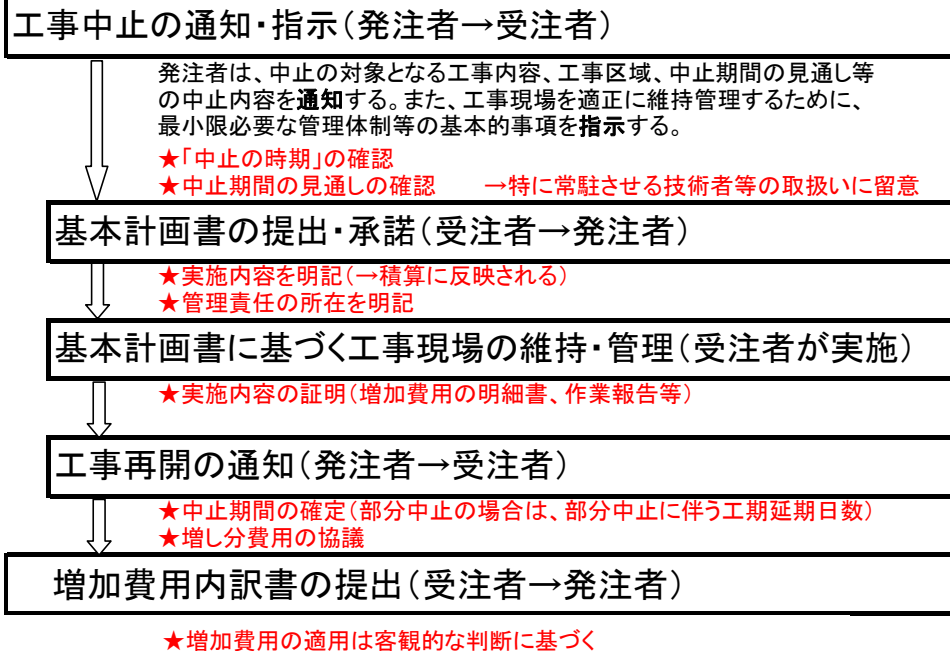 工事中止の通知・指示(発注者→受注者)
発注者は、中止の対象となる工事内容、工事区域、中止期間の見通し等
の中止内容を通知する。また、工事現場を適正に維持管理するために、
最小限必要な管理体制等の基本的事項を指示する。
★「中止の時期」の確認
★中止期間の見通しの確認　　→特に常駐させる技術者等の取扱いに留意
基本計画書の提出・承諾(受注者→発注者)
★実施内容を明記(→積算に反映される)
★管理責任の所在を明記
基本計画書に基づく工事現場の維持・管理(受注者が実施)
★実施内容の証明(増加費用の明細書、作業報告等)
工事再開の通知(発注者→受注者)
★中止期間の確定(部分中止の場合は、部分中止に伴う工期延期日数)
★増し分費用の協議
増加費用内訳書の提出(受注者→発注者)
★増加費用の適用は客観的な判断に基づく